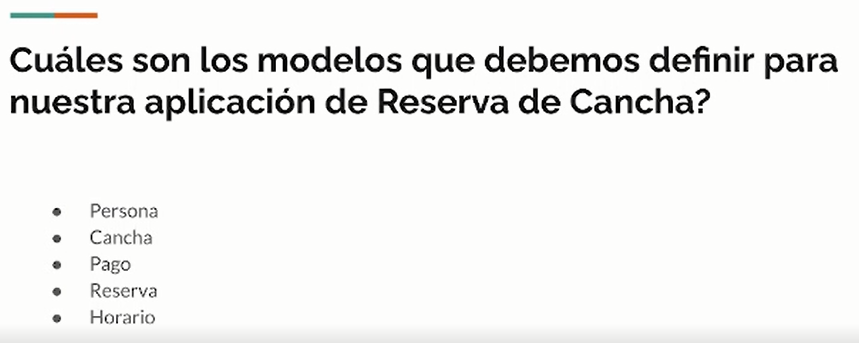 Cuáles son los modelos que debemos definir para
nuestra aplicación de Reserva de Cancha?
● Persona
● Cancha
● Pago
● Reserva
● Horario